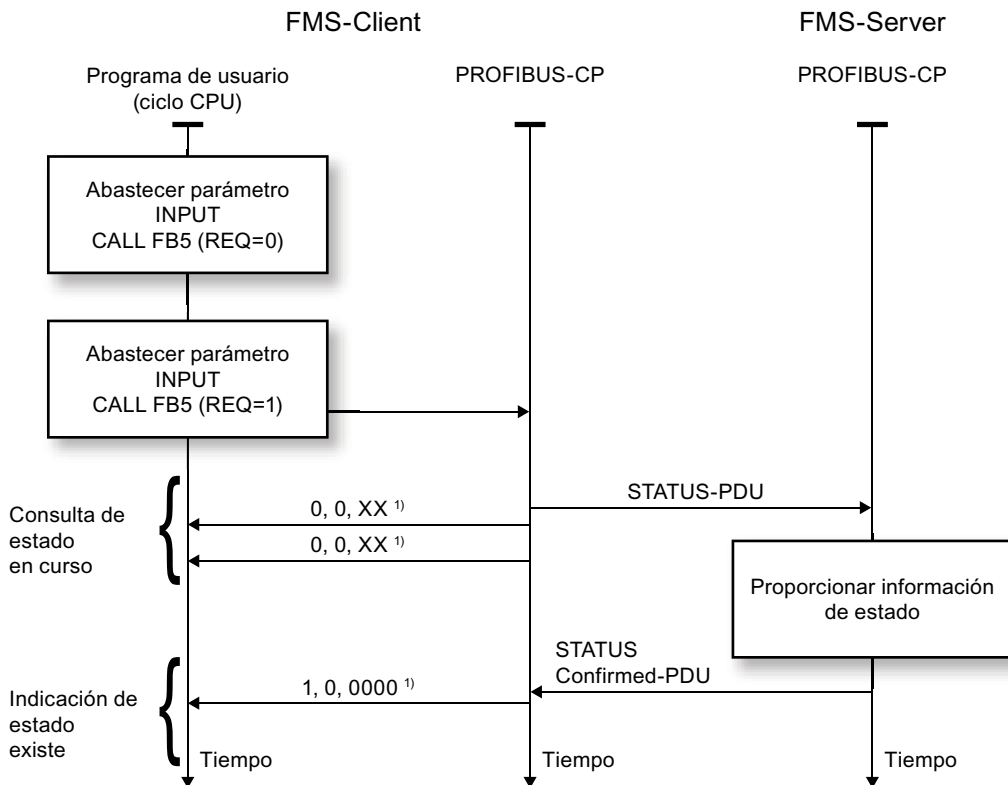 FMS-Client
FMS-Server
Programa de usuario
(ciclo CPU)
PROFIBUS-CP
PROFIBUS-CP
Abastecer parámetro
INPUT
CALL FB5 (REQ=0)
Abastecer parámetro
INPUT
CALL FB5 (REQ=1)
Consulta de
estado
en curso
0, 0, XX 1)
0, 0, XX 1)
STATUS-PDU
Proporcionar información
de estado
STATUS
Confirmed-PDU
1, 0, 0000 1)
Indicación de
estado
existe
Tiempo
Tiempo
Tiempo